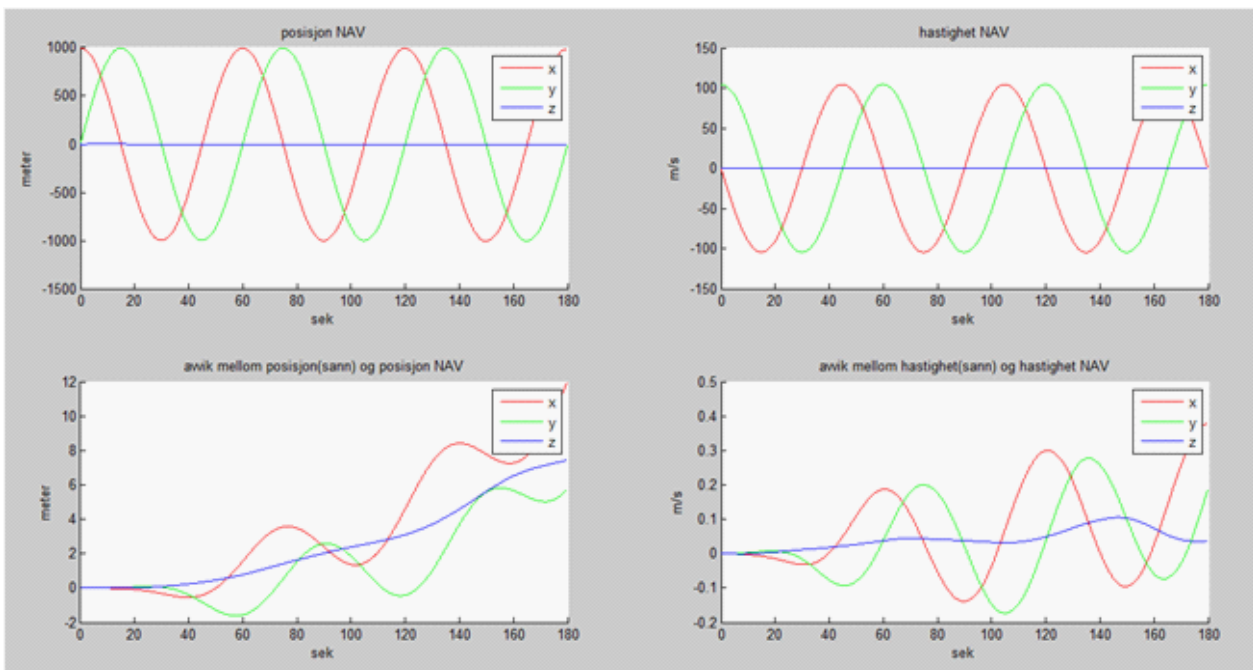 posisjon NAV
1000
500
0
-500
-1000
-1500
meter
0 20 40 60 80 100 120 140 160 180
sek
x
y
z
hastighet NAV
150
100
50
0
-50
-100
-150
m/s
0 20 40 60 80 100 120 140 160 180
sek
x
y
z
avvik mellom posisjon(sann) og posisjon NAV
12
10
8
6
4
2
0
-2
meter
0 20 40 60 80 100 120 140 160 180
sek
x
y
z
avvik mellom hastighet(sann) og hastighet NAV
0.5
0.4
0.3
0.2
0.1
0
-0.1
-0.2
m/s
0 20 40 60 80 100 120 140 160 180
sek
x
y
z